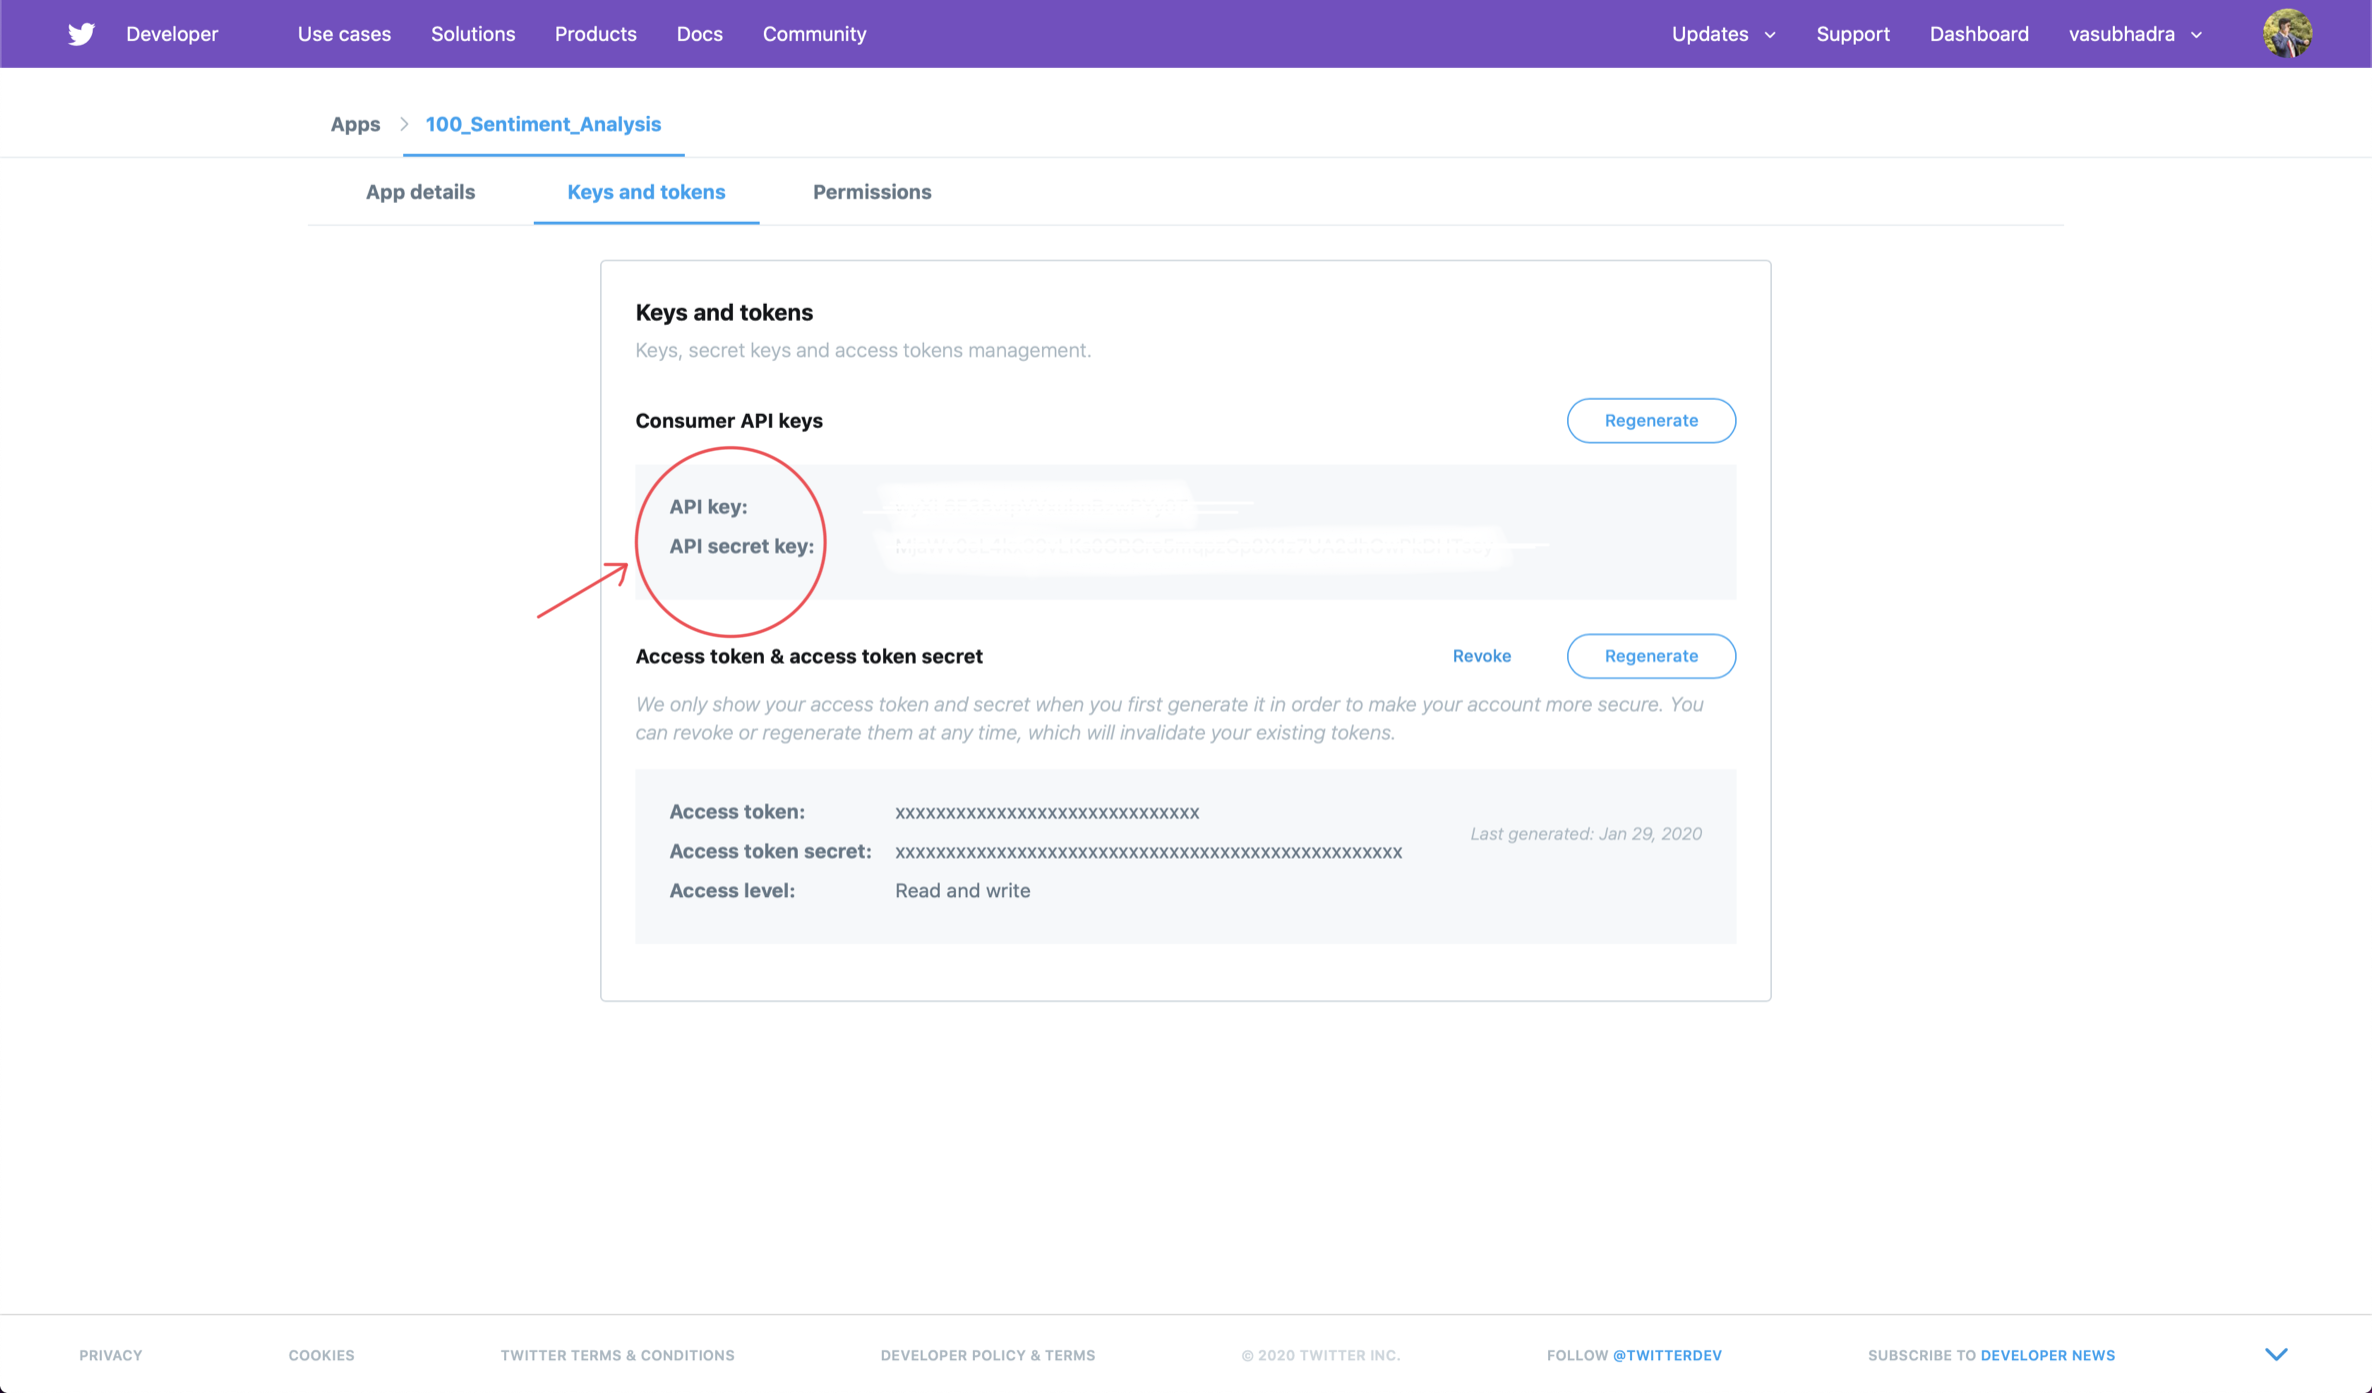 Developer Use cases Solutions Products Docs Community Updates Support Dashboard vasubhadra
Apps 100_Sentiment_Analysis
App details Keys and tokens Permissions
Keys and tokens
Keys, secret keys and access tokens management.
Consumer API keys Regenerate
API key:
API secret key:
Access token & access token secret Revoke Regenerate
We only show your access token and secret when you first generate it in order to make your account more secure. You
can revoke or regenerate them at any time, which will invalidate your existing tokens.
Access token: xxxxxxxxxxxxxxxxxxxxxxxxxxxxxx
Last generated: Jan 29, 2020
Access token secret: xxxxxxxxxxxxxxxxxxxxxxxxxxxxxxxxxxxxxxxxxxxxxxxxxx
Access level: Read and write
PRIVACY COOKIES TWITTER TERMS & CONDITIONS DEVELOPER POLICY & TERMS © 2020 TWITTER INC. FOLLOW @TWITTERDEV SUBSCRIBE TO DEVELOPER NEWS